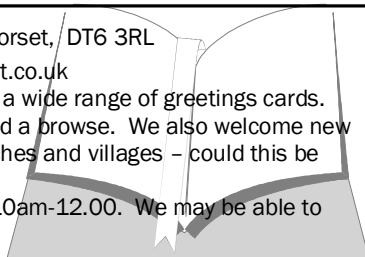 orset, DT6 3RL
t.co.uk
a wide range of greetings cards.
d a browse. We also welcome new
hes and villages – could this be
0am-12.00. We may be able to